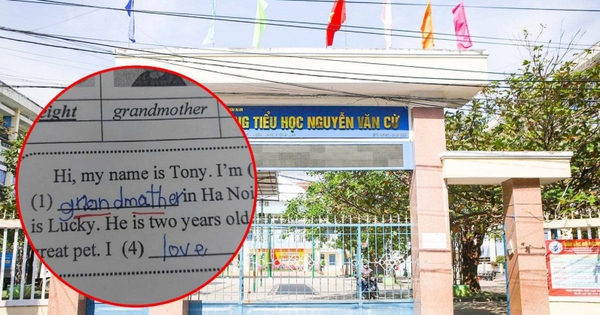 NG TIỂU HỌC NGUYỄN VĂN CỪ
eight grandmother
Hi, my name is Tony. I'm (
(1) grandmather in Ha Noi
is Lucky. He is two years old
reat pet. I (4) love